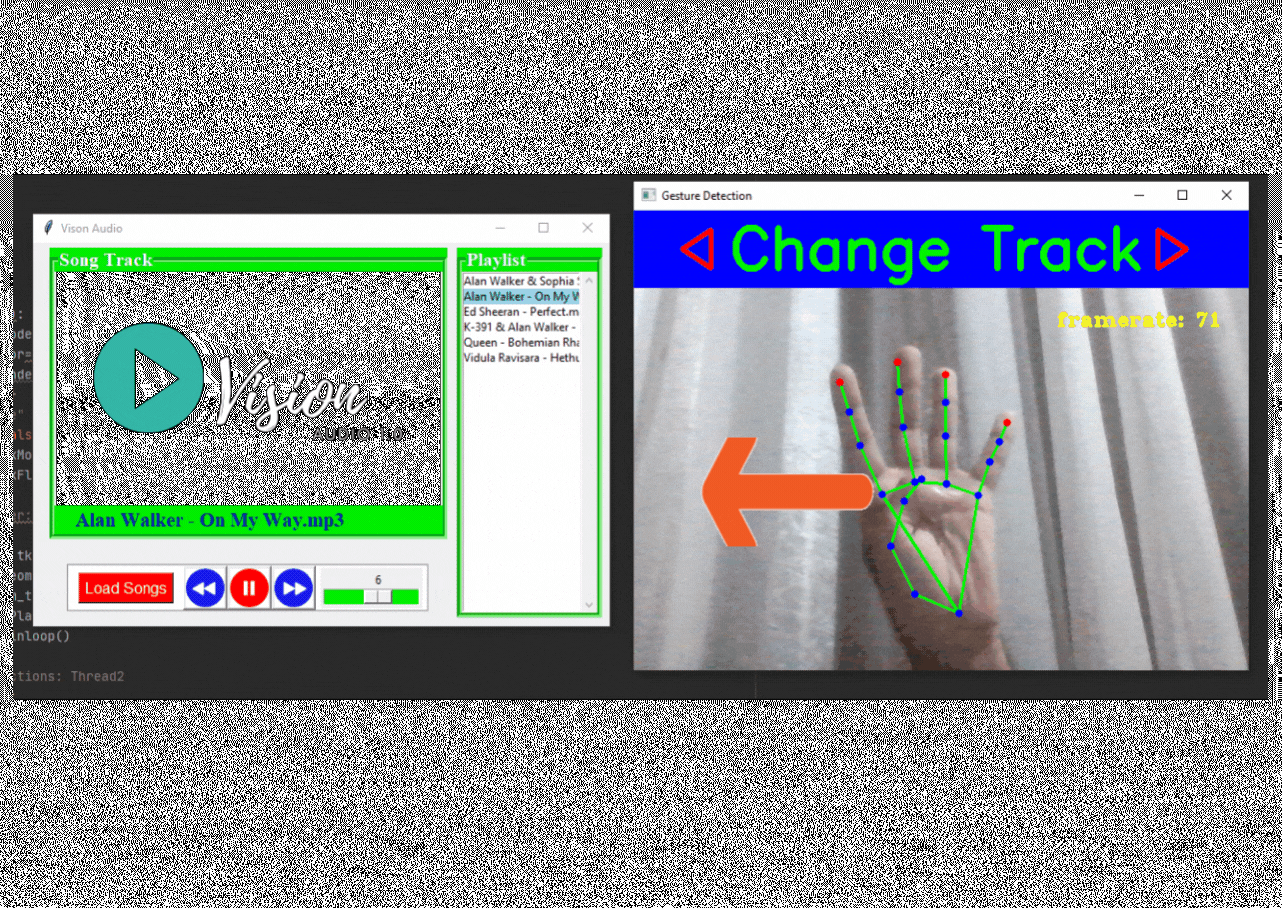 Vison Audio
Song Track
Vision
Alan Walker - On My Way.mp3
Load Songs
6
Playlist
Alan Walker & Sophia S
Alan Walker - On My W
Ed Sheeran - Perfect.m
K-391 & Alan Walker -
Queen - Bohemian Rha
Vidula Ravisara - Hethu
Gesture Detection
Change Track
framerate: 71
inloop()
ctions: Thread2